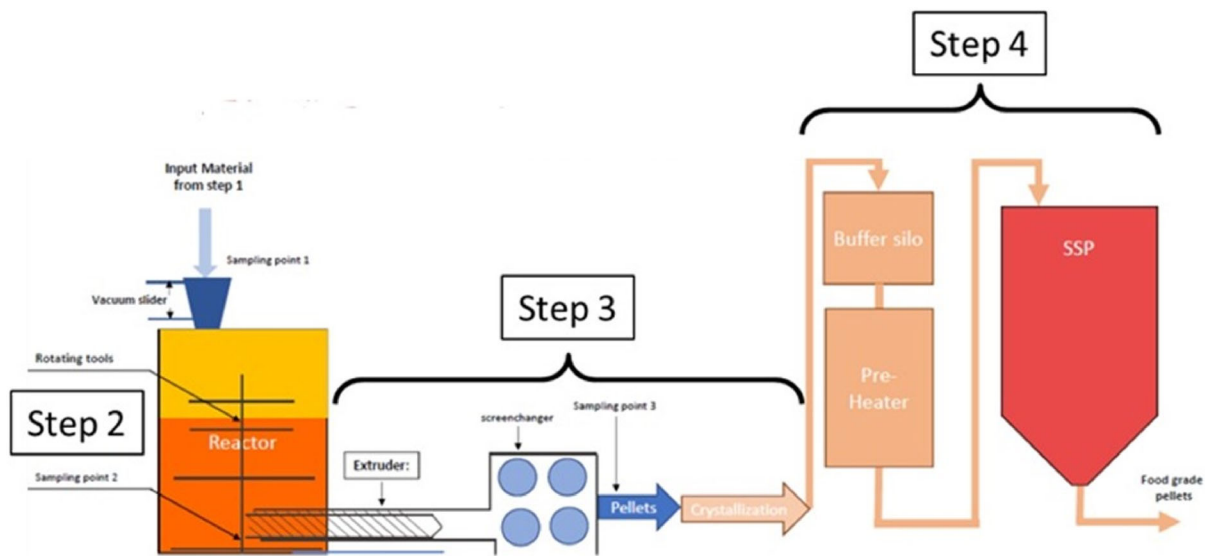 Step 4
Input Material
from step 1
Sampling point 1
Vacuum slider
Buffer silo
SSP
Step 3
Rotating tools
Pre-
Heater
Sampling point 3
screenchanger
Step 2
Reactor
Extruder:
Sampling point 2
Pellets
Crystallization
Food grade
pellets